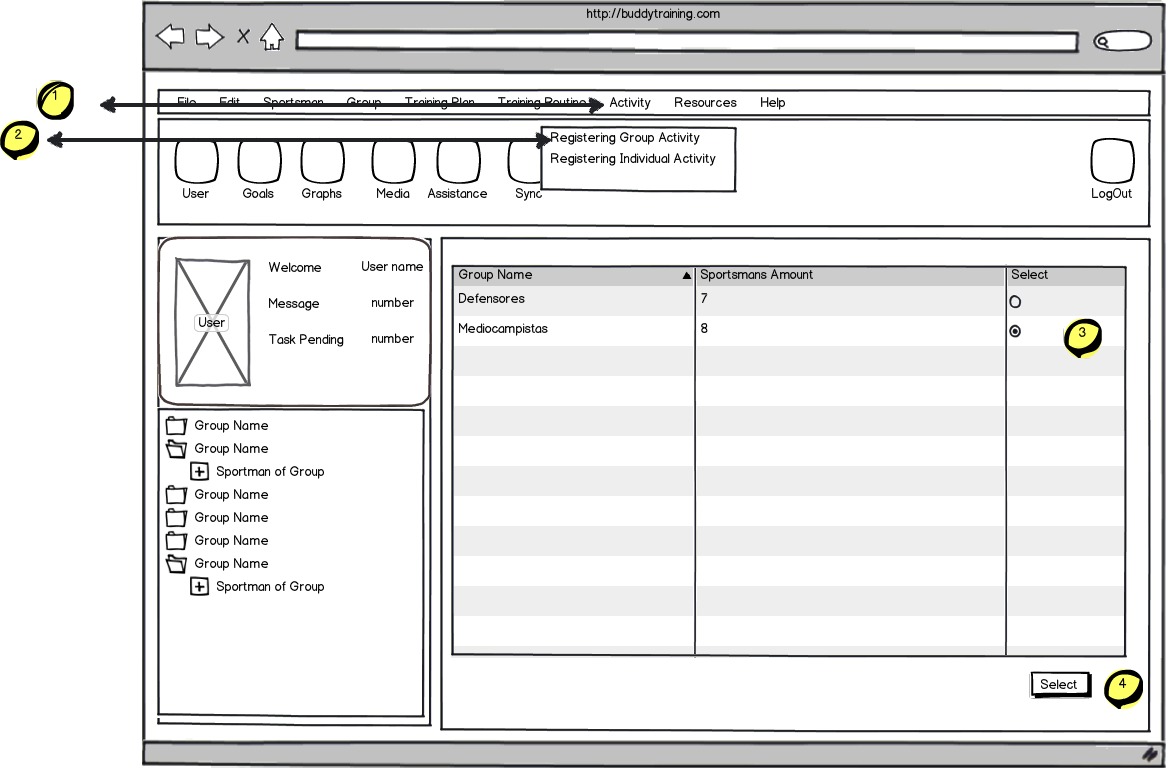 http://buddytraining.com
1
File Edit Sportsman Group Training Plan Training Routine Activity Resources Help
2
Registering Group Activity
Registering Individual Activity
User Goals Graphs Media Assistance Sync LogOut
Welcome User name
Message number
User
Task Pending number
Group Name Sportsmans Amount Select
Defensores 7
Mediocampistas 8
3
Group Name
Group Name
Sportman of Group
Group Name
Group Name
Group Name
Group Name
Sportman of Group
Select
4